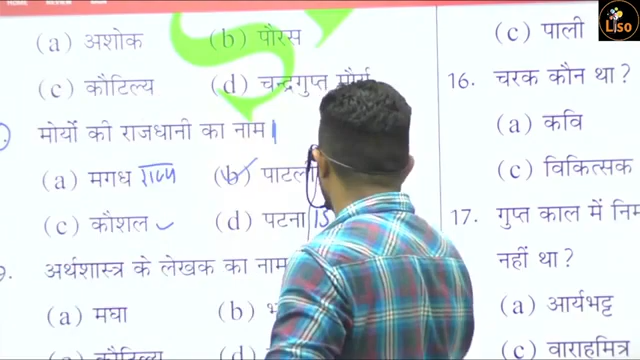 (a) अशोक
(b) पौरस
(c) कौटिल्य
(d) चन्द्रगुप्त मौर्य
मोर्यो की राजधानी का नाम
(a) मगध राज्य
(b)
(c) कौशल
(d) पटना
अर्थशास्त्र के लेखक का नाम
(a) मघा
(b)
कौटिल्य
(c) पाली
16. चरक कौन था ?
(a) कवि
(c) विकित्सक
17. गुप्त काल में
नहीं था ?
(a) आर्यभट्ट
(c) वाराहमित्र
Liso